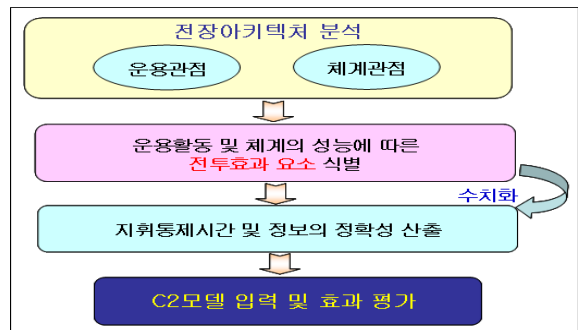 전장아키텍처 분석
운용관점
체계관점
운용활동 및 체계의 성능에 따른
전투효과 요소 식별
수치화
지휘통제시간 및 정보의 정확성 산출
C2모델 입력 및 효과 평가